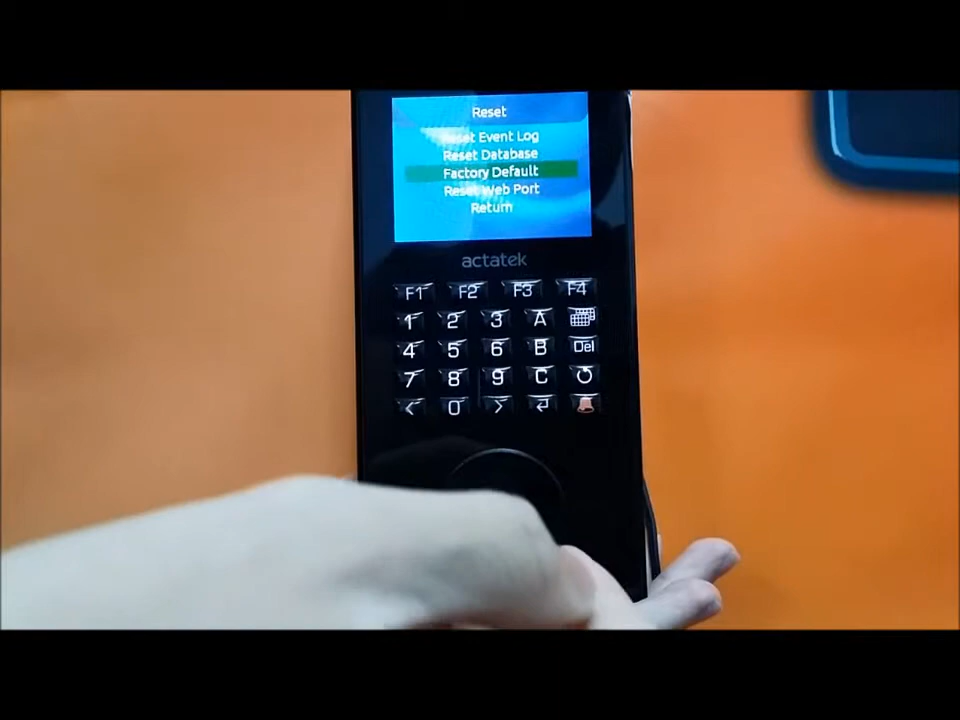 Reset
Reset Event Log
Reset Database
Factory Default
Reset Web Port
Return
actatek
F1 F2 F3 F4
1 2 3 A
4 5 6 B Del
7 8 9 C
< 0 >